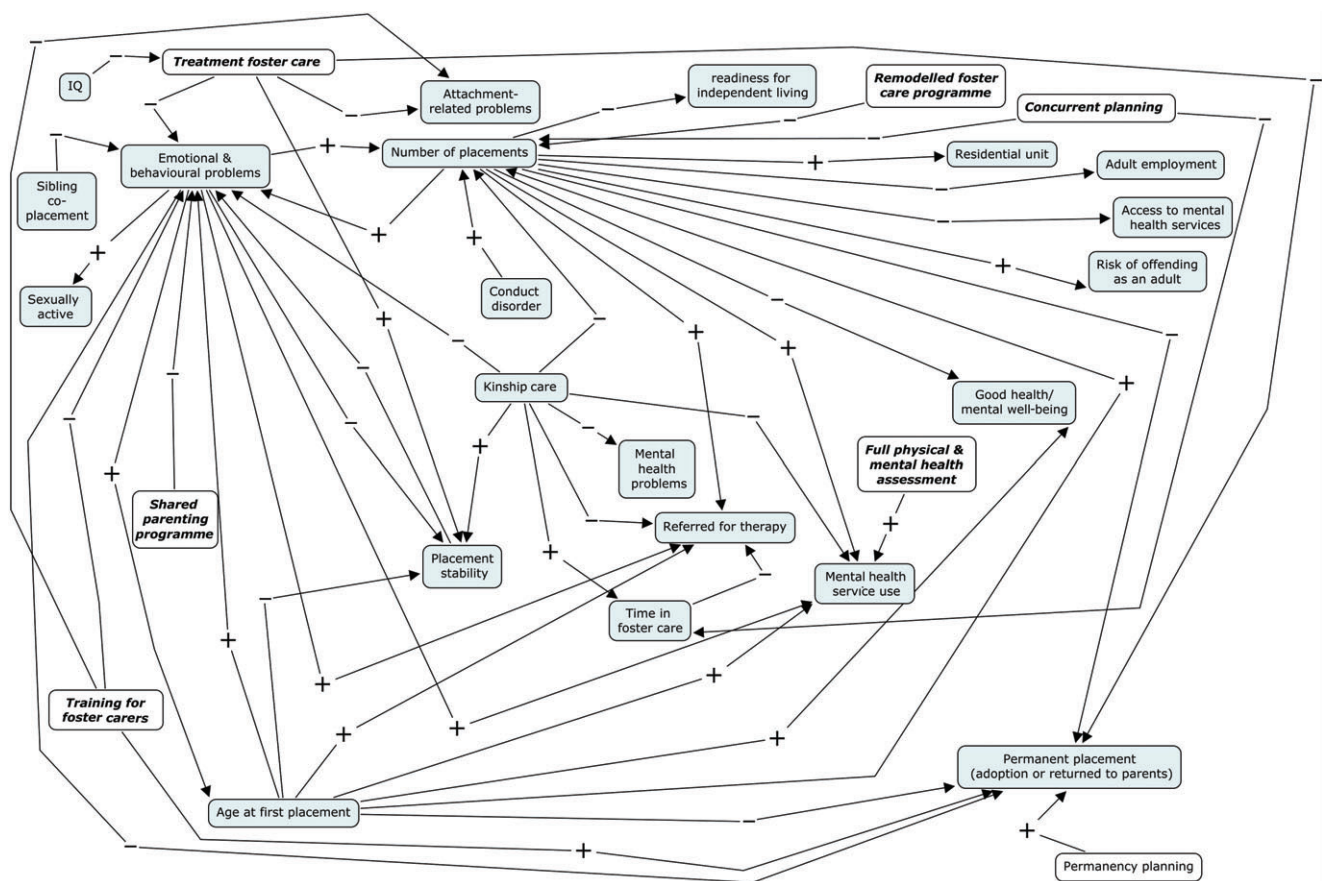 Treatment foster care
IQ
Attachment-
related problems
readiness for
independent living
Remodelled foster
care programme
Concurrent planning
Emotional &
behavioural problems
Number of placements
Residential unit
Adult employment
Sibling
co-
placement
Access to mental
health services
Sexually
active
Conduct
disorder
Risk of offending
as an adult
Kinship care
Good health/
mental well-being
Mental
health
problems
Full physical &
mental health
assessment
Shared
parenting
programme
Referred for therapy
Placement
stability
Mental health
service use
Time in
foster care
Training for
foster carers
Permanent placement
(adoption or returned to parents)
Age at first placement
Permanency planning